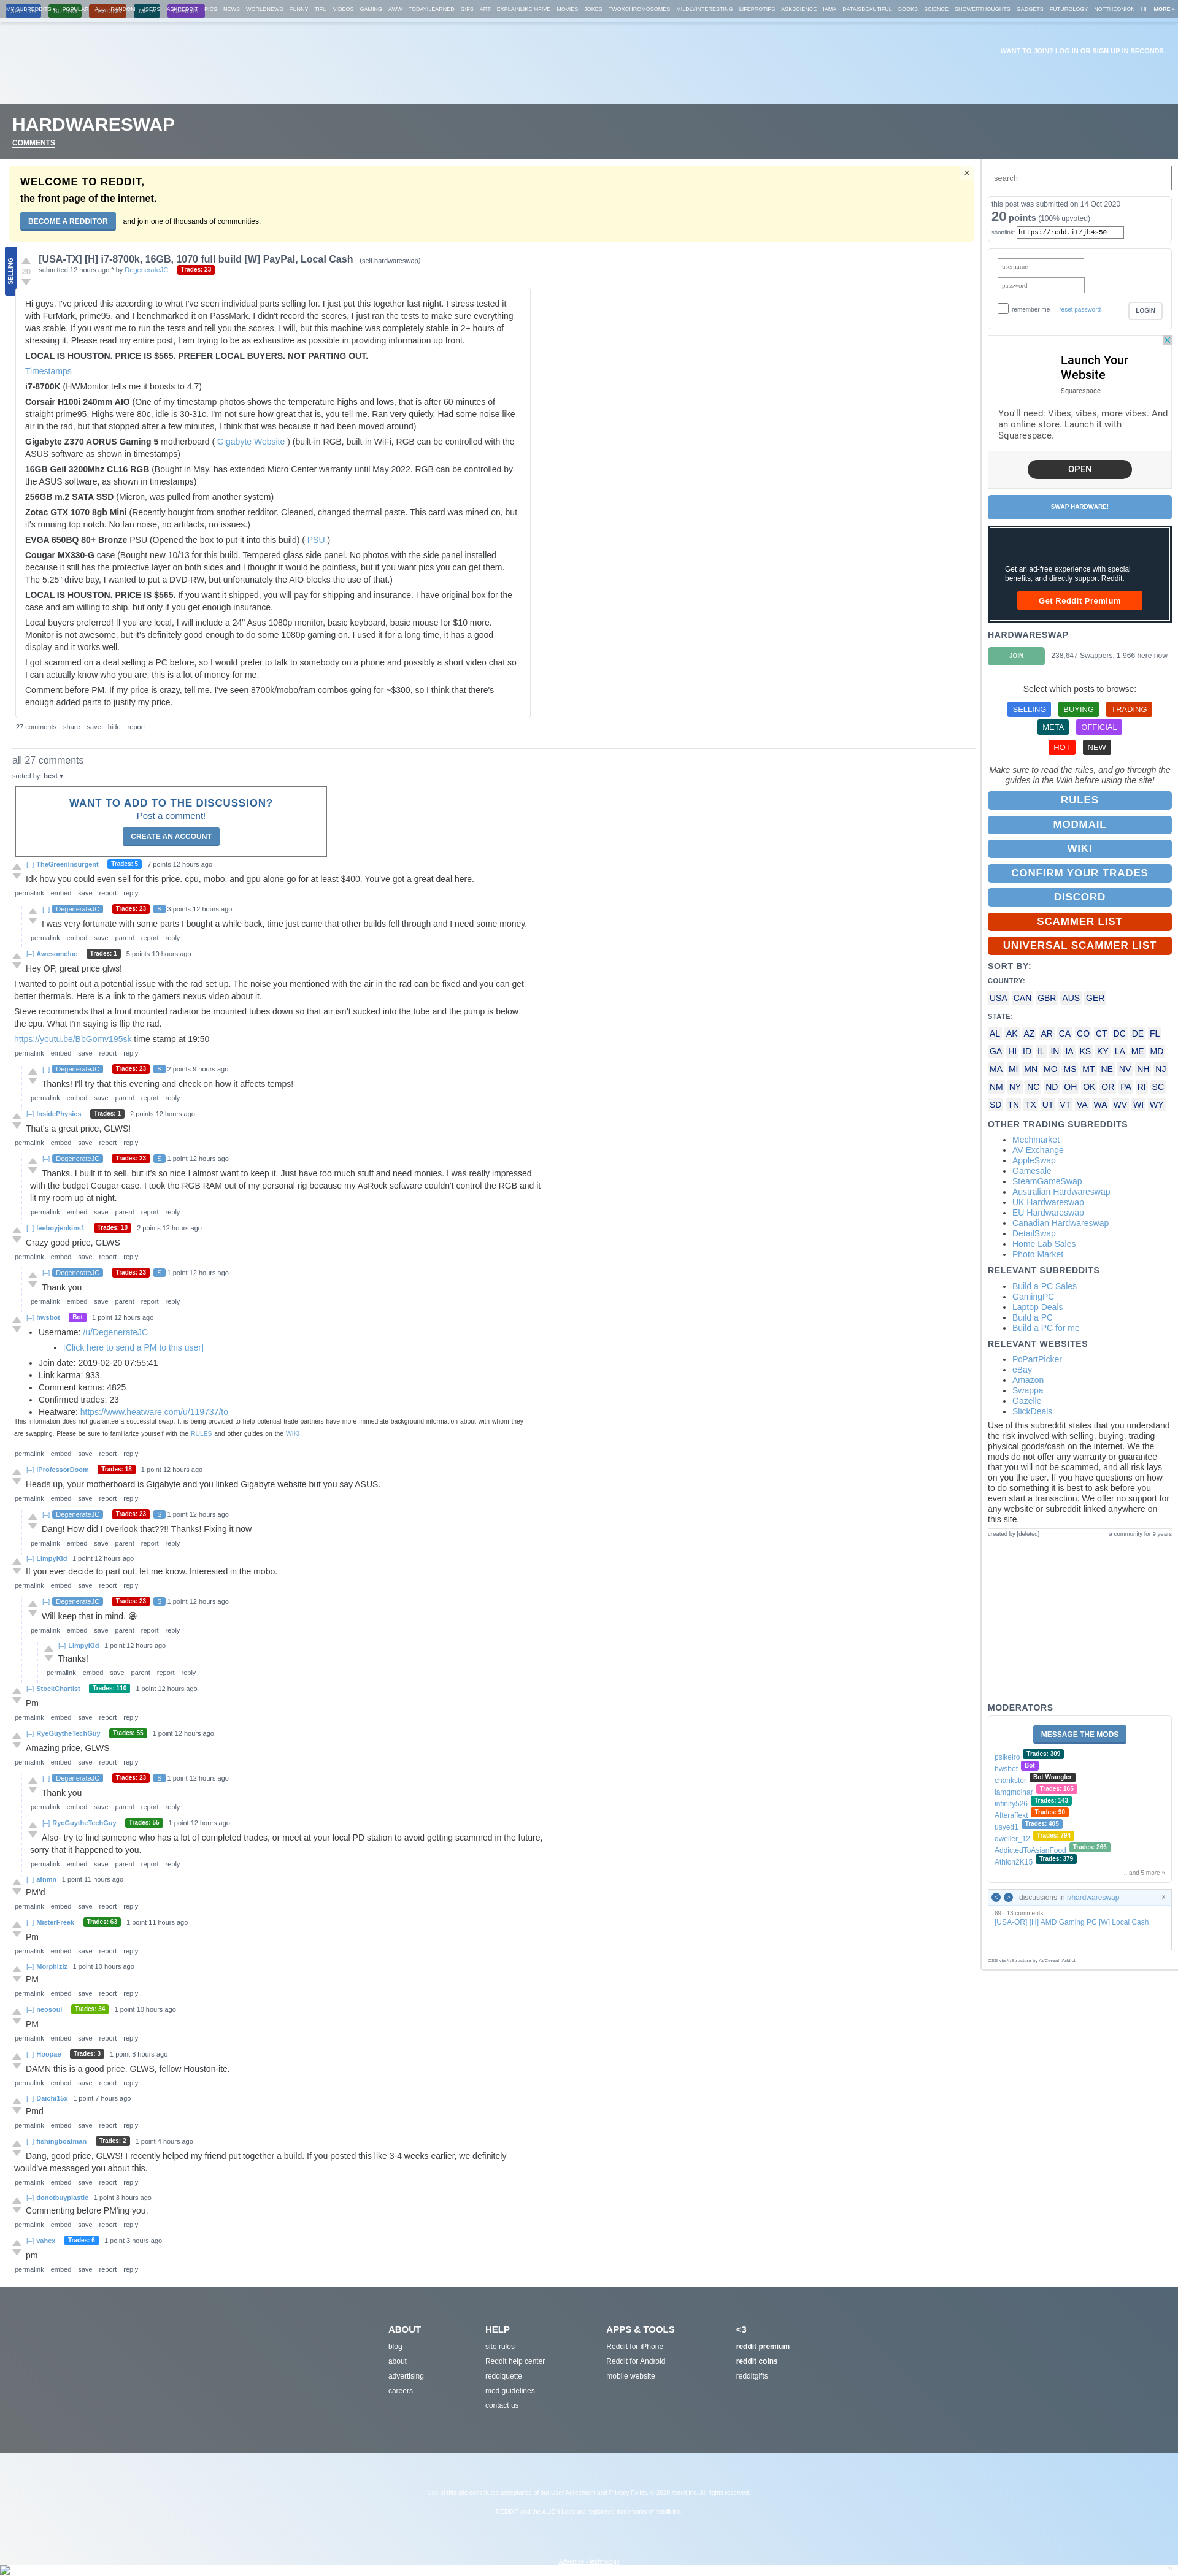 MY SUBREDDITS ▾ POPULAR ALL RANDOM USERS ASKREDDIT PICS NEWS WORLDNEWS FUNNY TIFU VIDEOS GAMING AWW TODAYILEARNED GIFS ART EXPLAINLIKEIMFIVE MOVIES JOKES TWOXCHROMOSOMES MILDLYINTERESTING LIFEPROTIPS ASKSCIENCE IAMA DATAISBEAUTIFUL BOOKS SCIENCE SHOWERTHOUGHTS GADGETS FUTUROLOGY NOTTHEONION HI MORE »
WANT TO JOIN? LOG IN OR SIGN UP IN SECONDS.
HARDWARESWAP
COMMENTS
WELCOME TO REDDIT,
the front page of the internet.
BECOME A REDDITOR and join one of thousands of communities.
×
SELLING
20
[USA-TX] [H] i7-8700k, 16GB, 1070 full build [W] PayPal, Local Cash (self.hardwareswap)
submitted 12 hours ago * by DegenerateJC Trades: 23
Hi guys. I've priced this according to what I've seen individual parts selling for. I just put this together last night. I stress tested it
with FurMark, prime95, and I benchmarked it on PassMark. I didn't record the scores, I just ran the tests to make sure everything
was stable. If you want me to run the tests and tell you the scores, I will, but this machine was completely stable in 2+ hours of
stressing it. Please read my entire post, I am trying to be as exhaustive as possible in providing information up front.
LOCAL IS HOUSTON. PRICE IS $565. PREFER LOCAL BUYERS. NOT PARTING OUT.
Timestamps
i7-8700K (HWMonitor tells me it boosts to 4.7)
Corsair H100i 240mm AIO (One of my timestamp photos shows the temperature highs and lows, that is after 60 minutes of
straight prime95. Highs were 80c, idle is 30-31c. I'm not sure how great that is, you tell me. Ran very quietly. Had some noise like
air in the rad, but that stopped after a few minutes, I think that was because it had been moved around)
Gigabyte Z370 AORUS Gaming 5 motherboard ( Gigabyte Website ) (built-in RGB, built-in WiFi, RGB can be controlled with the
ASUS software as shown in timestamps)
16GB Geil 3200Mhz CL16 RGB (Bought in May, has extended Micro Center warranty until May 2022. RGB can be controlled by
the ASUS software, as shown in timestamps)
256GB m.2 SATA SSD (Micron, was pulled from another system)
Zotac GTX 1070 8gb Mini (Recently bought from another redditor. Cleaned, changed thermal paste. This card was mined on, but
it's running top notch. No fan noise, no artifacts, no issues.)
EVGA 650BQ 80+ Bronze PSU (Opened the box to put it into this build) ( PSU )
Cougar MX330-G case (Bought new 10/13 for this build. Tempered glass side panel. No photos with the side panel installed
because it still has the protective layer on both sides and I thought it would be pointless, but if you want pics you can get them.
The 5.25" drive bay, I wanted to put a DVD-RW, but unfortunately the AIO blocks the use of that.)
LOCAL IS HOUSTON. PRICE IS $565. If you want it shipped, you will pay for shipping and insurance. I have original box for the
case and am willing to ship, but only if you get enough insurance.
Local buyers preferred! If you are local, I will include a 24" Asus 1080p monitor, basic keyboard, basic mouse for $10 more.
Monitor is not awesome, but it's definitely good enough to do some 1080p gaming on. I used it for a long time, it has a good
display and it works well.
I got scammed on a deal selling a PC before, so I would prefer to talk to somebody on a phone and possibly a short video chat so
I can actually know who you are, this is a lot of money for me.
Comment before PM. If my price is crazy, tell me. I've seen 8700k/mobo/ram combos going for ~$300, so I think that there's
enough added parts to justify my price.
27 comments share save hide report
all 27 comments
sorted by: best ▾
WANT TO ADD TO THE DISCUSSION?
Post a comment!
CREATE AN ACCOUNT
[–] TheGreenInsurgent Trades: 5 7 points 12 hours ago
Idk how you could even sell for this price. cpu, mobo, and gpu alone go for at least $400. You've got a great deal here.
permalink embed save report reply
[–] DegenerateJC Trades: 23 S 3 points 12 hours ago
I was very fortunate with some parts I bought a while back, time just came that other builds fell through and I need some money.
permalink embed save parent report reply
[–] Awesomeluc Trades: 1 5 points 10 hours ago
Hey OP, great price glws!
I wanted to point out a potential issue with the rad set up. The noise you mentioned with the air in the rad can be fixed and you can get
better thermals. Here is a link to the gamers nexus video about it.
Steve recommends that a front mounted radiator be mounted tubes down so that air isn't sucked into the tube and the pump is below
the cpu. What I'm saying is flip the rad.
https://youtu.be/BbGomv195sk time stamp at 19:50
permalink embed save report reply
[–] DegenerateJC Trades: 23 S 2 points 9 hours ago
Thanks! I'll try that this evening and check on how it affects temps!
permalink embed save parent report reply
[–] InsidePhysics Trades: 1 2 points 12 hours ago
That's a great price, GLWS!
permalink embed save report reply
[–] DegenerateJC Trades: 23 S 1 point 12 hours ago
Thanks. I built it to sell, but it's so nice I almost want to keep it. Just have too much stuff and need monies. I was really impressed
with the budget Cougar case. I took the RGB RAM out of my personal rig because my AsRock software couldn't control the RGB and it
lit my room up at night.
permalink embed save parent report reply
[–] leeboyjenkins1 Trades: 10 2 points 12 hours ago
Crazy good price, GLWS
permalink embed save report reply
[–] DegenerateJC Trades: 23 S 1 point 12 hours ago
Thank you
permalink embed save parent report reply
[–] hwsbot Bot 1 point 12 hours ago
Username: /u/DegenerateJC
[Click here to send a PM to this user]
Join date: 2019-02-20 07:55:41
Link karma: 933
Comment karma: 4825
Confirmed trades: 23
Heatware: https://www.heatware.com/u/119737/to
This information does not guarantee a successful swap. It is being provided to help potential trade partners have more immediate background information about with whom they
are swapping. Please be sure to familiarize yourself with the RULES and other guides on the WIKI
permalink embed save report reply
[–] iProfessorDoom Trades: 18 1 point 12 hours ago
Heads up, your motherboard is Gigabyte and you linked Gigabyte website but you say ASUS.
permalink embed save report reply
[–] DegenerateJC Trades: 23 S 1 point 12 hours ago
Dang! How did I overlook that??!! Thanks! Fixing it now
permalink embed save parent report reply
[–] LimpyKid 1 point 12 hours ago
If you ever decide to part out, let me know. Interested in the mobo.
permalink embed save report reply
[–] DegenerateJC Trades: 23 S 1 point 12 hours ago
Will keep that in mind. 😁
permalink embed save parent report reply
[–] LimpyKid 1 point 12 hours ago
Thanks!
permalink embed save parent report reply
[–] StockChartist Trades: 110 1 point 12 hours ago
Pm
permalink embed save report reply
[–] RyeGuytheTechGuy Trades: 55 1 point 12 hours ago
Amazing price, GLWS
permalink embed save report reply
[–] DegenerateJC Trades: 23 S 1 point 12 hours ago
Thank you
permalink embed save parent report reply
[–] RyeGuytheTechGuy Trades: 55 1 point 12 hours ago
Also- try to find someone who has a lot of completed trades, or meet at your local PD station to avoid getting scammed in the future,
sorry that it happened to you.
permalink embed save parent report reply
[–] afnmn 1 point 11 hours ago
PM'd
permalink embed save report reply
[–] MisterFreek Trades: 63 1 point 11 hours ago
Pm
permalink embed save report reply
[–] Morphiziz 1 point 10 hours ago
PM
permalink embed save report reply
[–] neosoul Trades: 34 1 point 10 hours ago
PM
permalink embed save report reply
[–] Hoopae Trades: 3 1 point 8 hours ago
DAMN this is a good price. GLWS, fellow Houston-ite.
permalink embed save report reply
[–] Daichi15x 1 point 7 hours ago
Pmd
permalink embed save report reply
[–] fishingboatman Trades: 2 1 point 4 hours ago
Dang, good price, GLWS! I recently helped my friend put together a build. If you posted this like 3-4 weeks earlier, we definitely
would've messaged you about this.
permalink embed save report reply
[–] donotbuyplastic 1 point 3 hours ago
Commenting before PM'ing you.
permalink embed save report reply
[–] vahex Trades: 6 1 point 3 hours ago
pm
permalink embed save report reply
search
this post was submitted on 14 Oct 2020
20 points (100% upvoted)
shortlink: https://redd.it/jb4s50
username
password
remember me reset password LOGIN
Launch Your
Website
Squarespace
You'll need: Vibes, vibes, more vibes. And
an online store. Launch it with
Squarespace.
OPEN
SWAP HARDWARE!
Get an ad-free experience with special
benefits, and directly support Reddit.
Get Reddit Premium
HARDWARESWAP
JOIN 238,647 Swappers, 1,966 here now
Select which posts to browse:
SELLING BUYING TRADING
META OFFICIAL
HOT NEW
Make sure to read the rules, and go through the
guides in the Wiki before using the site!
RULES
MODMAIL
WIKI
CONFIRM YOUR TRADES
DISCORD
SCAMMER LIST
UNIVERSAL SCAMMER LIST
SORT BY:
COUNTRY:
USA CAN GBR AUS GER
STATE:
AL AK AZ AR CA CO CT DC DE FL
GA HI ID IL IN IA KS KY LA ME MD
MA MI MN MO MS MT NE NV NH NJ
NM NY NC ND OH OK OR PA RI SC
SD TN TX UT VT VA WA WV WI WY
OTHER TRADING SUBREDDITS
Mechmarket
AV Exchange
AppleSwap
Gamesale
SteamGameSwap
Australian Hardwareswap
UK Hardwareswap
EU Hardwareswap
Canadian Hardwareswap
DetailSwap
Home Lab Sales
Photo Market
RELEVANT SUBREDDITS
Build a PC Sales
GamingPC
Laptop Deals
Build a PC
Build a PC for me
RELEVANT WEBSITES
PcPartPicker
eBay
Amazon
Swappa
Gazelle
SlickDeals
Use of this subreddit states that you understand
the risk involved with selling, buying, trading
physical goods/cash on the internet. We the
mods do not offer any warranty or guarantee
that you will not be scammed, and all risk lays
on you the user. If you have questions on how
to do something it is best to ask before you
even start a transaction. We offer no support for
any website or subreddit linked anywhere on
this site.
created by [deleted] a community for 9 years
MODERATORS
MESSAGE THE MODS
psikeiro Trades: 309
hwsbot Bot
chankster Bot Wrangler
iamgmolnar Trades: 165
infinity526 Trades: 143
Afteraffekt Trades: 90
usyed1 Trades: 405
dweller_12 Trades: 794
AddictedToAsianFood Trades: 266
Athlon2K15 Trades: 379
...and 5 more »
< > discussions in r/hardwareswap X
69 · 13 comments
[USA-OR] [H] AMD Gaming PC [W] Local Cash
CSS via /r/Structura by /u/Cereal_Addict
ABOUT
blog
about
advertising
careers
HELP
site rules
Reddit help center
reddiquette
mod guidelines
contact us
APPS & TOOLS
Reddit for iPhone
Reddit for Android
mobile website
<3
reddit premium
reddit coins
redditgifts
Use of this site constitutes acceptance of our User Agreement and Privacy Policy. © 2020 reddit inc. All rights reserved.
REDDIT and the ALIEN Logo are registered trademarks of reddit inc.
π